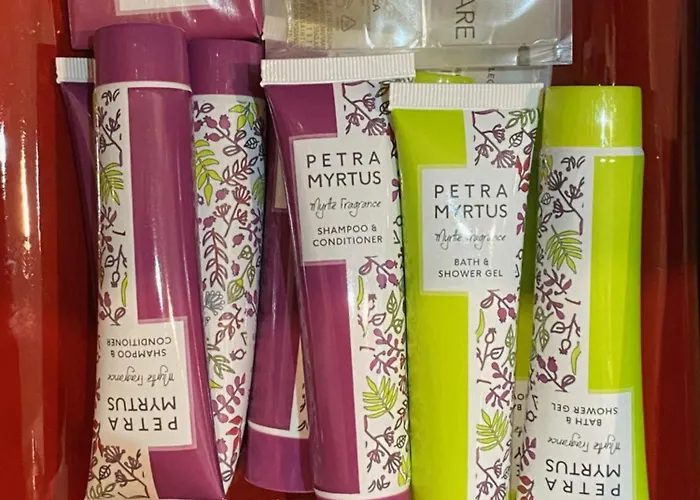 ARE
PETRA
MYRTUS
Myrtle Fragrance
SHAMPOO &
CONDITIONER
PETRA
MYRTUS
Myrtle Fragrance
BATH &
SHOWER GEL
PETRA
MYRTUS
Myrtle Fragrance
SHAMPOO &
CONDITIONER
PETRA
MYRTUS
Myrtle Fragrance
BATH &
SHOWER GEL